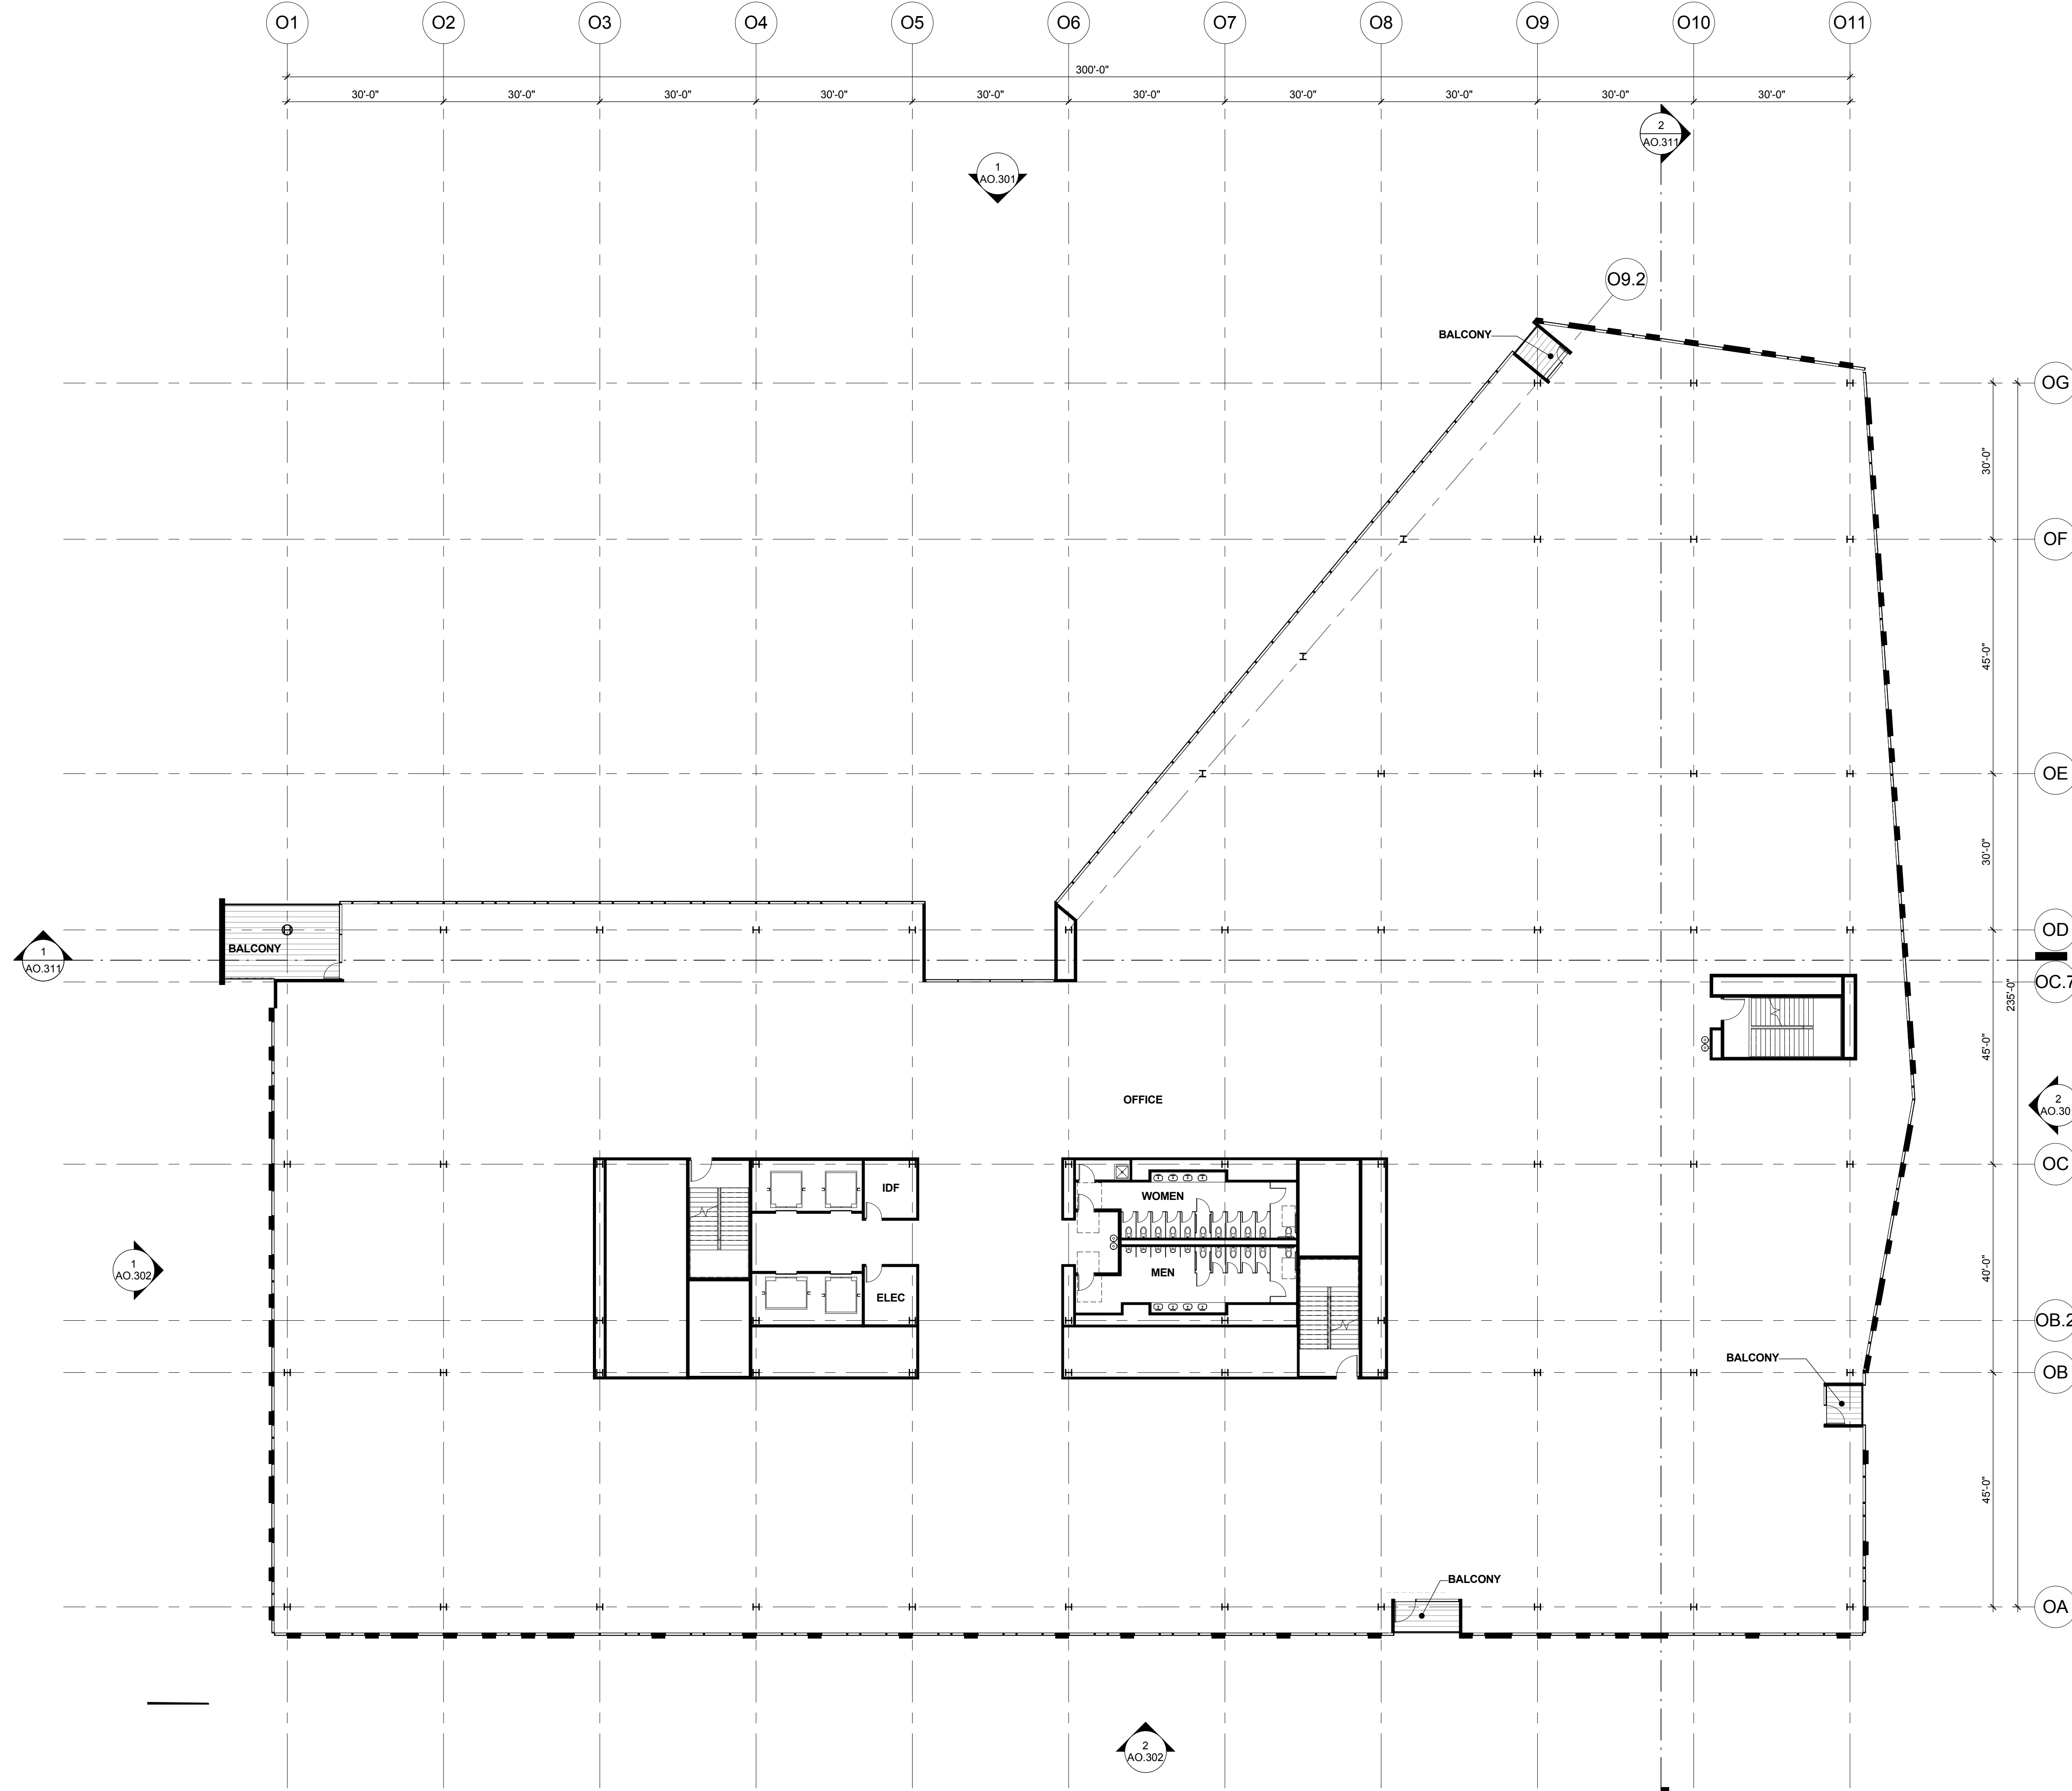 O1
O2
O3
O4
O5
O6
O7
O8
O9
O10
O11
300'-0"
30'-0"
30'-0"
30'-0"
30'-0"
30'-0"
30'-0"
30'-0"
30'-0"
30'-0"
30'-0"
2
AO.311
1
AO.301
O9.2
BALCONY
OG
30'-0"
OF
45'-0"
OE
30'-0"
OD
BALCONY
1
AO.311
OC.7
235'-0"
45'-0"
OFFICE
2
AO.30
OC
IDF
WOMEN
1
AO.302
MEN
40'-0"
ELEC
OB.2
BALCONY
OB
45'-0"
BALCONY
OA
2
AO.302